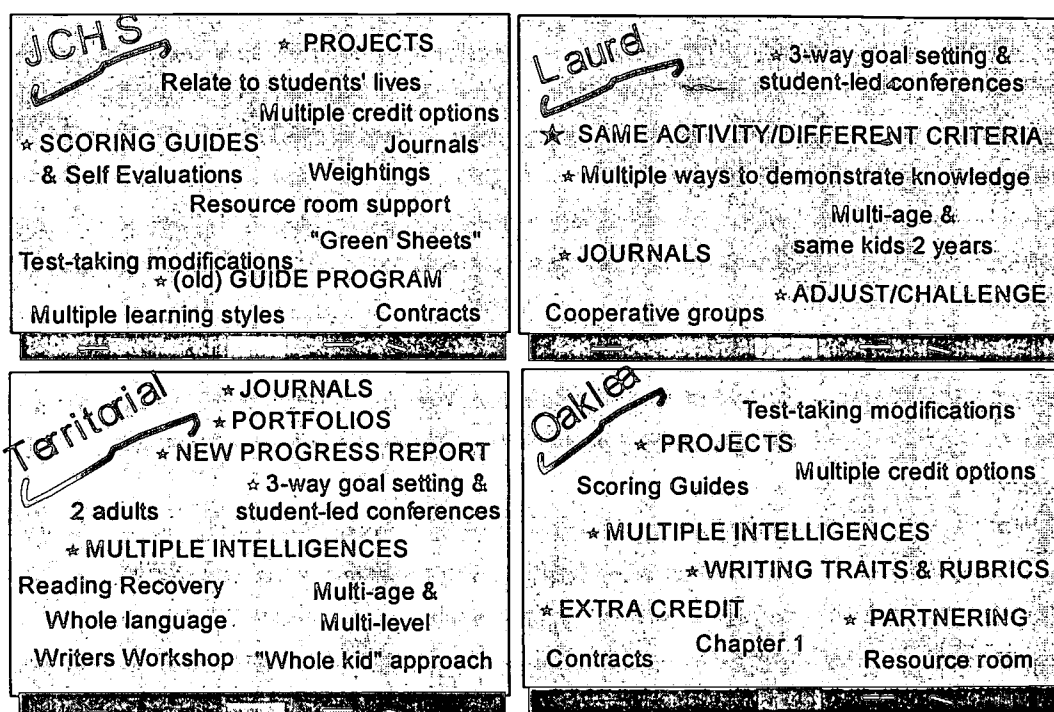 JCHS
☆ PROJECTS
Relate to students' lives
Multiple credit options
☆ SCORING GUIDES
& Self Evaluations
Journals
Weightings
Resource room support
"Green Sheets"
Test-taking modifications
☆ (old) GUIDE PROGRAM
Multiple learning styles
Contracts
Laurel
☆ 3-way goal setting &
student-led conferences
☆ SAME ACTIVITY/DIFFERENT CRITERIA
☆ Multiple ways to demonstrate knowledge
Multi-age &
same kids 2 years
☆ JOURNALS
☆ ADJUST/CHALLENGE
Cooperative groups
Territorial
☆ JOURNALS
☆ PORTFOLIOS
☆ NEW PROGRESS REPORT
☆ 3-way goal setting &
student-led conferences
2 adults
☆ MULTIPLE INTELLIGENCES
Reading Recovery
Multi-age &
Multi-level
Whole language
Writers Workshop
"Whole kid" approach
Oaklea
Test-taking modifications
☆ PROJECTS
Multiple credit options
Scoring Guides
☆ MULTIPLE INTELLIGENCES
☆ WRITING TRAITS & RUBRICS
☆ EXTRA CREDIT
☆ PARTNERING
Chapter 1
Contracts
Resource room